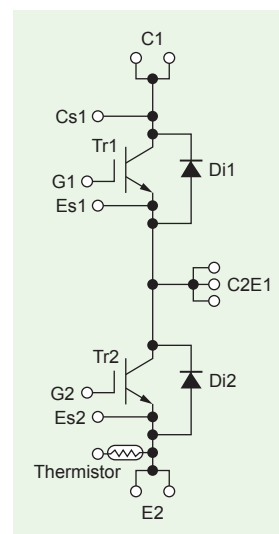 C1
Cs1
Tr1
Di1
G1
Es1
C2E1
Tr2
Di2
G2
Es2
Thermistor
E2